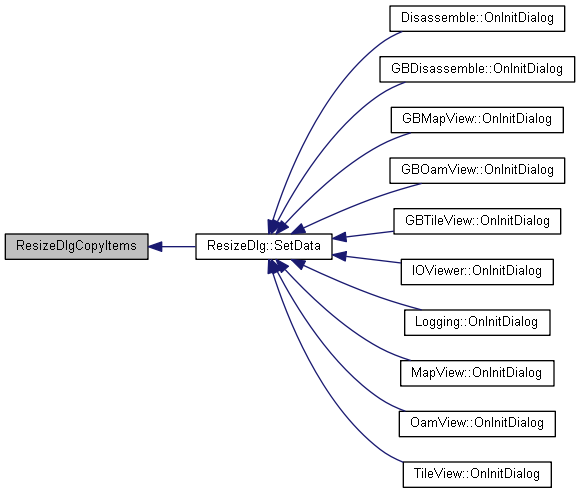 ResizeDlgCopyItems
ResizeDlg::SetData
Disassemble::OnInitDialog
GBDisassemble::OnInitDialog
GBMapView::OnInitDialog
GBOamView::OnInitDialog
GBTileView::OnInitDialog
IOViewer::OnInitDialog
Logging::OnInitDialog
MapView::OnInitDialog
OamView::OnInitDialog
TileView::OnInitDialog